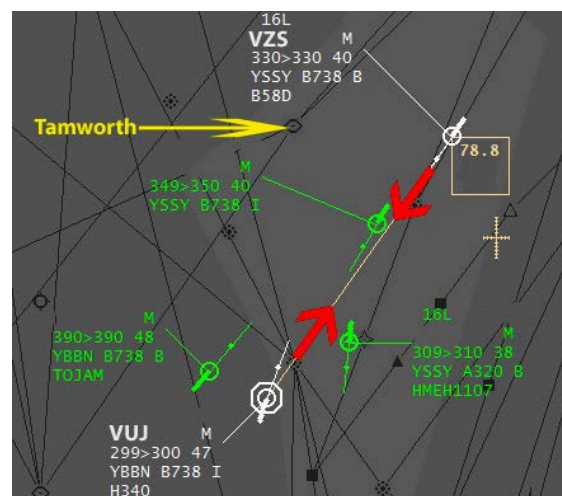 16L
VZS M
330>330 40
YSSY B738 B
B58D
Tamworth
78.8
M
349>350 40
YSSY B738 I
16L
M
390>390 48
YBBN B738 B
TOJAM
M
309>310 38
YSSY A320 B
HMEH1107
VUJ M
299>300 47
YBBN B738 I
H340